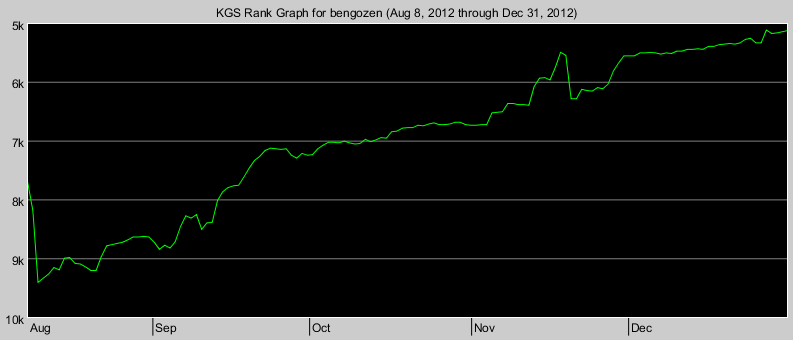 KGS Rank Graph for bengozen (Aug 8, 2012 through Dec 31, 2012)
5k
6k
7k
8k
9k
10k
Aug Sep Oct Nov Dec